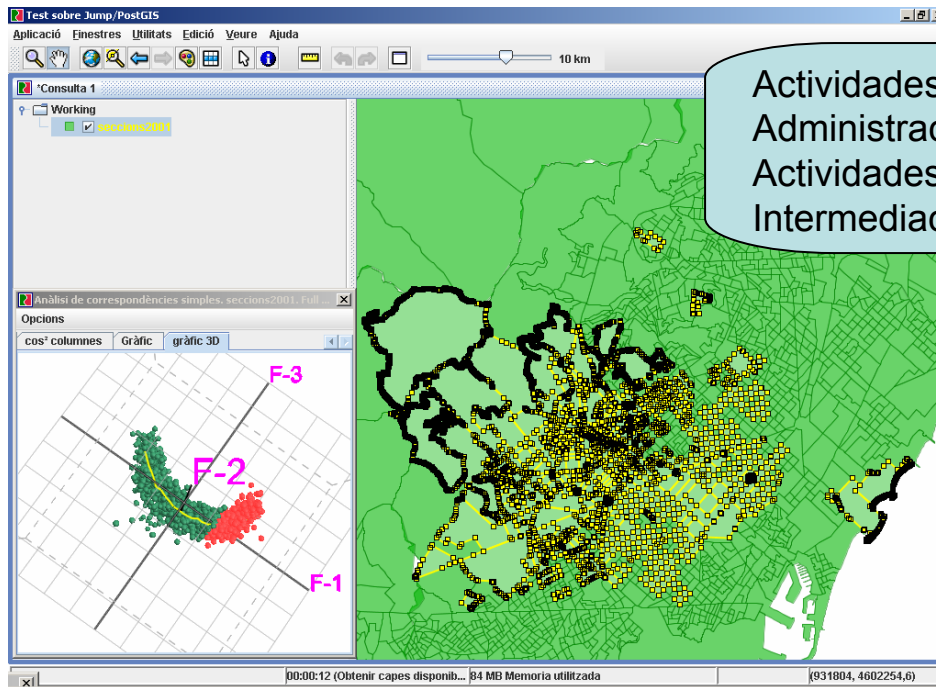 Test sobre Jump/PostGIS
Aplicació Finestres Utilitats Edició Veure Ajuda
10 km
*Consulta 1
Working
seccions2001
Actividades
Administrac
Actividades
Intermediac
Anàlisi de correspondències simples. seccions2001. Full ...
Opcions
cos² columnes Gràfic gràfic 3D
F-3
F-2
F-1
00:00:12 (Obtenir capes disponib... 84 MB Memoria utilitzada (931804, 4602254,6)